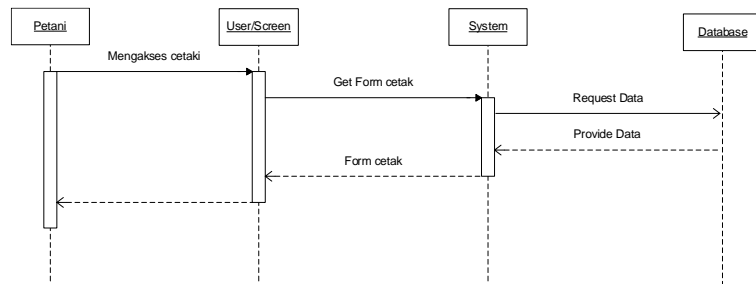 Petani
User/Screen
System
Database
Mengakses cetaki
Get Form cetak
Request Data
Provide Data
Form cetak